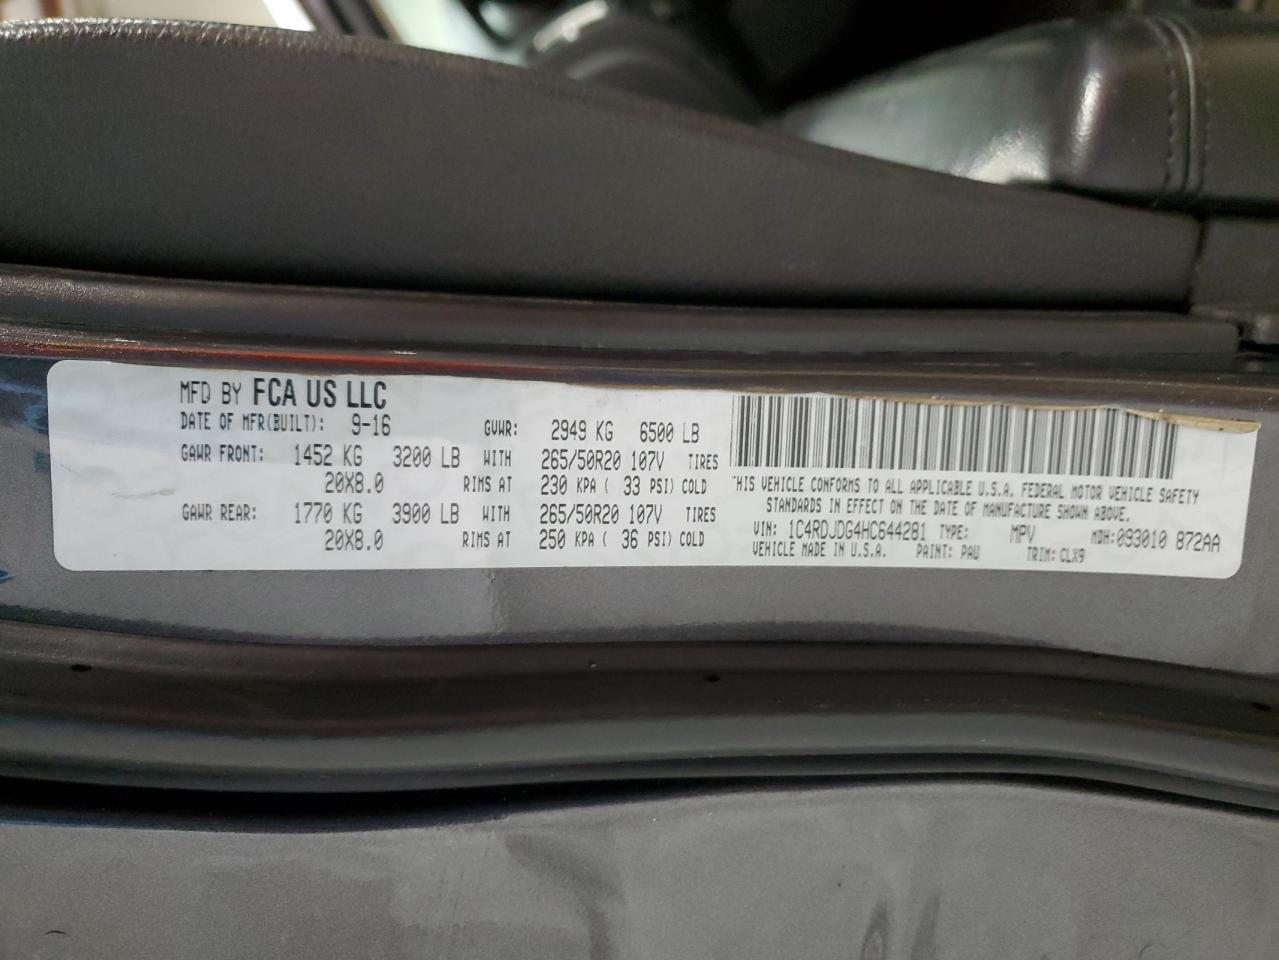 MFD BY FCA US LLC
DATE OF MFR(BUILT): 9-16 GVWR: 2949 KG 6500 LB
GAWR FRONT: 1452 KG 3200 LB WITH 265/50R20 107V TIRES
20X8.0 RIMS AT 230 KPA ( 33 PSI) COLD
GAWR REAR: 1770 KG 3900 LB WITH 265/50R20 107V TIRES
20X8.0 RIMS AT 250 KPA ( 36 PSI) COLD
THIS VEHICLE CONFORMS TO ALL APPLICABLE U.S.A. FEDERAL MOTOR VEHICLE SAFETY
STANDARDS IN EFFECT ON THE DATE OF MANUFACTURE SHOWN ABOVE.
VIN: 1C4RDJDG4HC644281 TYPE: MPV MDH:093010 872AA
VEHICLE MADE IN U.S.A. PAINT: PAU TRIM: CLX9